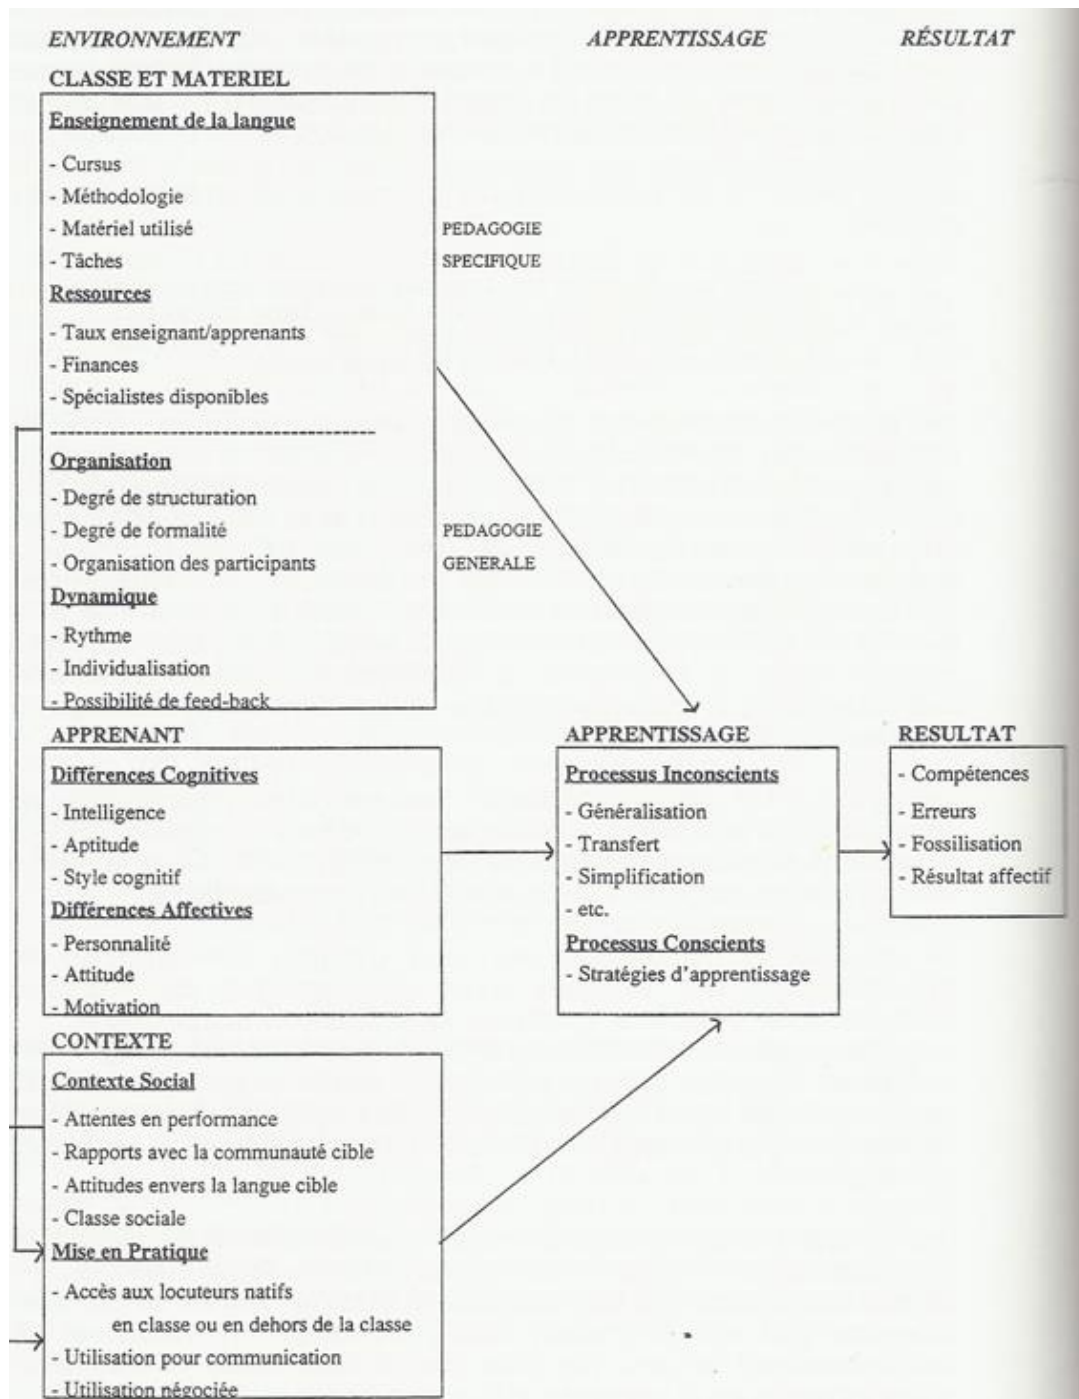 ENVIRONNEMENT APPRENTISSAGE RÉSULTAT
CLASSE ET MATERIEL
Enseignement de la langue
- Cursus
- Méthodologie
- Matériel utilisé
- Tâches
PEDAGOGIE
SPECIFIQUE
Ressources
- Taux enseignant/apprenants
- Finances
- Spécialistes disponibles
Organisation
- Degré de structuration
- Degré de formalité
- Organisation des participants
PEDAGOGIE
GENERALE
Dynamique
- Rythme
- Individualisation
- Possibilité de feed-back
APPRENANT
Différences Cognitives
- Intelligence
- Aptitude
- Style cognitif
Différences Affectives
- Personnalité
- Attitude
- Motivation
APPRENTISSAGE
Processus Inconscients
- Généralisation
- Transfert
- Simplification
- etc.
Processus Conscients
- Stratégies d'apprentissage
RESULTAT
- Compétences
- Erreurs
- Fossilisation
- Résultat affectif
CONTEXTE
Contexte Social
- Attentes en performance
- Rapports avec la communauté cible
- Attitudes envers la langue cible
- Classe sociale
Mise en Pratique
- Accès aux locuteurs natifs
en classe ou en dehors de la classe
- Utilisation pour communication
- Utilisation négociée